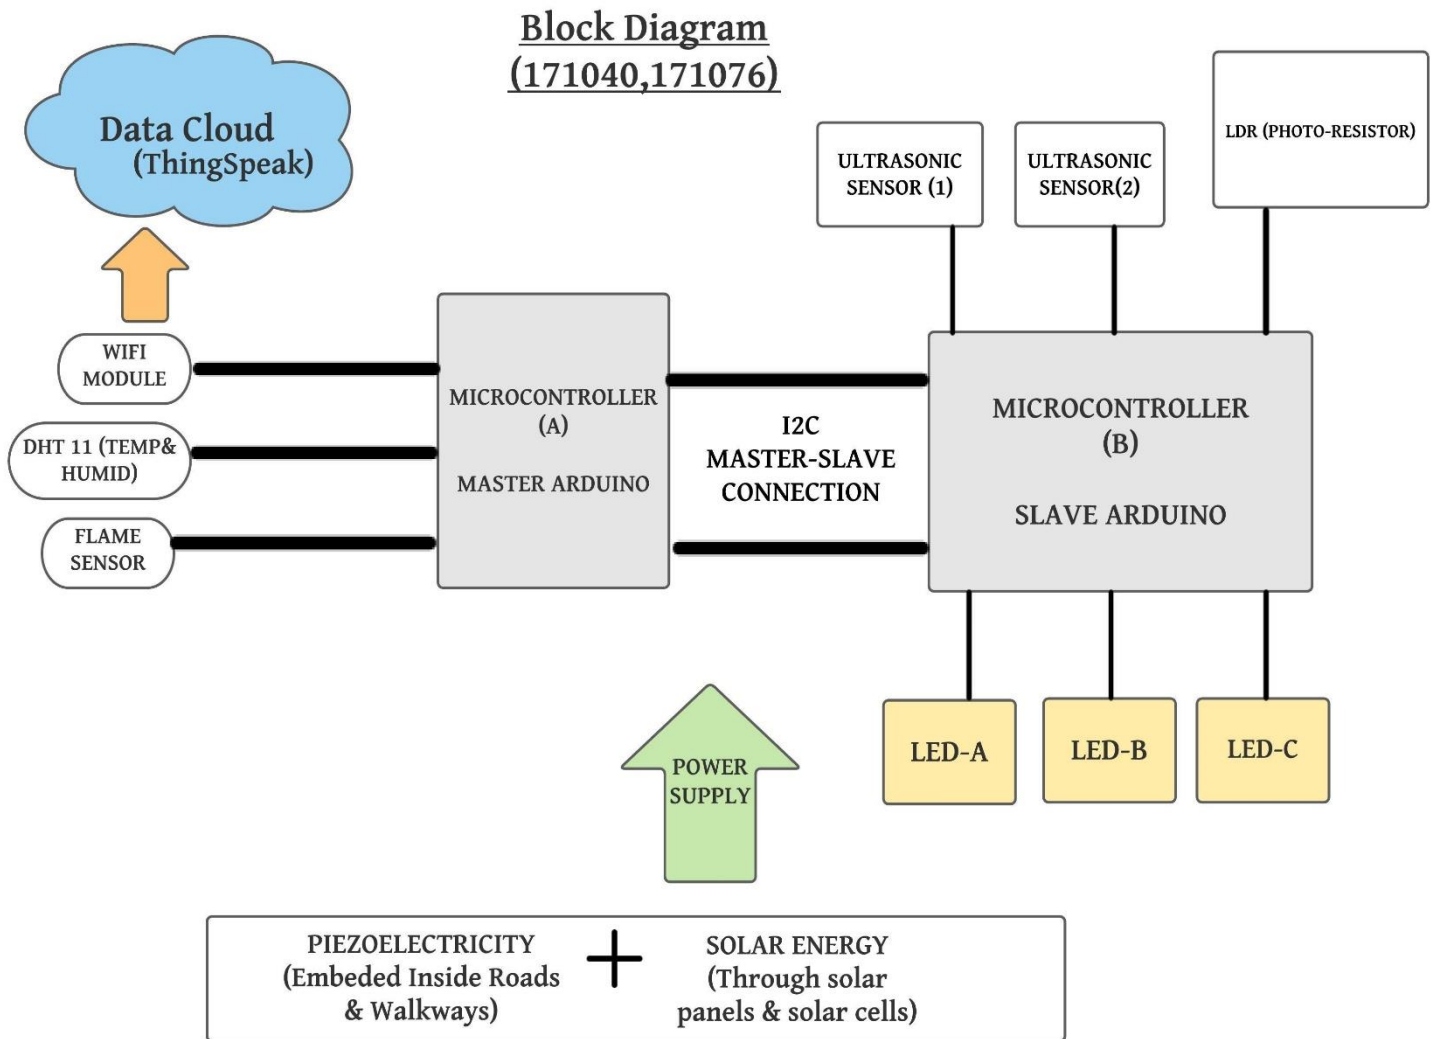 Block Diagram
(171040,171076)
Data Cloud
(ThingSpeak)
ULTRASONIC
SENSOR (1)
ULTRASONIC
SENSOR(2)
LDR (PHOTO-RESISTOR)
WIFI
MODULE
DHT 11 (TEMP&
HUMID)
FLAME
SENSOR
MICROCONTROLLER
(A)
MASTER ARDUINO
I2C
MASTER-SLAVE
CONNECTION
MICROCONTROLLER
(B)
SLAVE ARDUINO
LED-A
LED-B
LED-C
POWER
SUPPLY
PIEZOELECTRICITY
(Embeded Inside Roads
& Walkways)
+
SOLAR ENERGY
(Through solar
panels & solar cells)